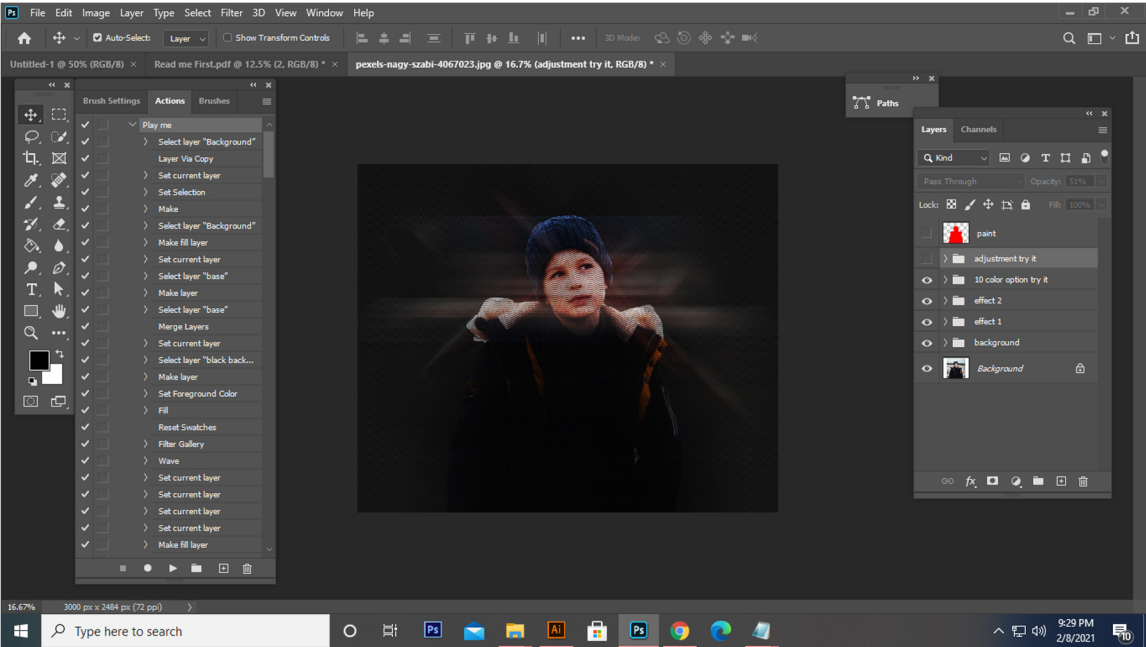 Ps File Edit Image Layer Type Select Filter 3D View Window Help
Auto-Select: Layer Show Transform Controls 3D Mode:
Untitled-1 @ 50% (RGB/8) × Read me First.pdf @ 12.5% (2, RGB/8) * × pexels-nagy-szabi-4067023.jpg @ 16.7% (adjustment try it, RGB/8) * ×
Brush Settings Actions Brushes
Play me
Select layer "Background"
Layer Via Copy
Set current layer
Set Selection
Make
Select layer "Background"
Make fill layer
Set current layer
Select layer "base"
Make layer
Select layer "base"
Merge Layers
Set current layer
Select layer "black back...
Make layer
Set Foreground Color
Fill
Reset Swatches
Filter Gallery
Wave
Set current layer
Set current layer
Set current layer
Set current layer
Make fill layer
Paths
Layers Channels
Kind
Pass Through Opacity: 51%
Lock: Fill: 100%
paint
adjustment try it
10 color option try it
effect 2
effect 1
background
Background
16.67% 3000 px x 2484 px (72 ppi)
Type here to search
Ps Ai Ps
9:29 PM
2/8/2021
10